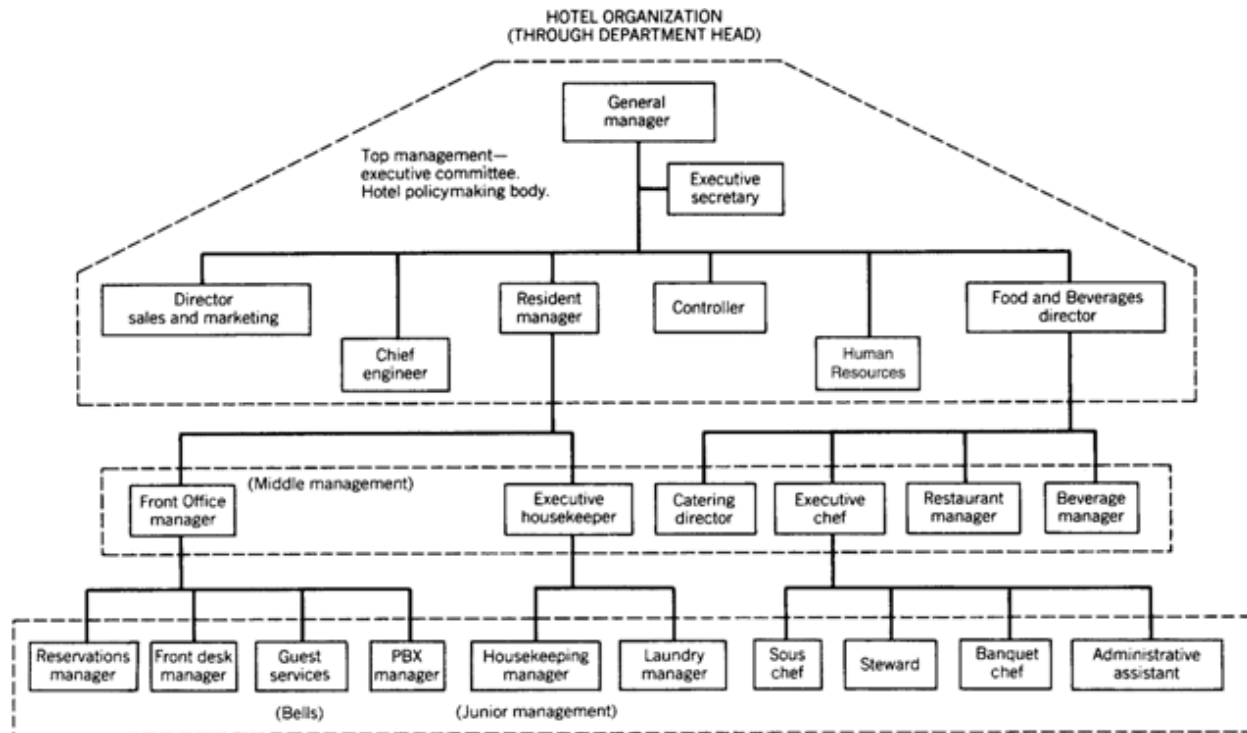 HOTEL ORGANIZATION
(THROUGH DEPARTMENT HEAD)
General
manager
Top management—
executive committee.
Hotel policymaking body.
Executive
secretary
Director
sales and marketing
Chief
engineer
Resident
manager
Controller
Human
Resources
Food and Beverages
director
(Middle management)
Front Office
manager
Executive
housekeeper
Catering
director
Executive
chef
Restaurant
manager
Beverage
manager
Reservations
manager
Front desk
manager
Guest
services
(Bells)
PBX
manager
Housekeeping
manager
(Junior management)
Laundry
manager
Sous
chef
Steward
Banquet
chef
Administrative
assistant